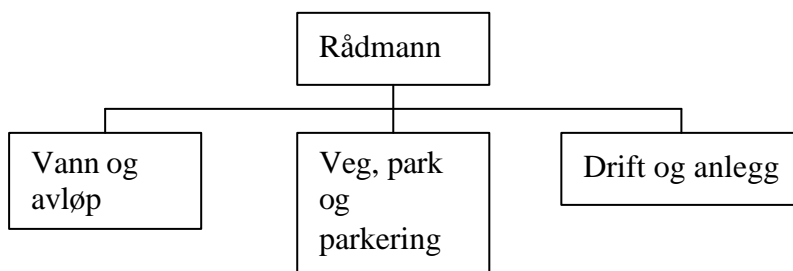 Rådmann
Vann og
avløp
Veg, park
og
parkering
Drift og anlegg